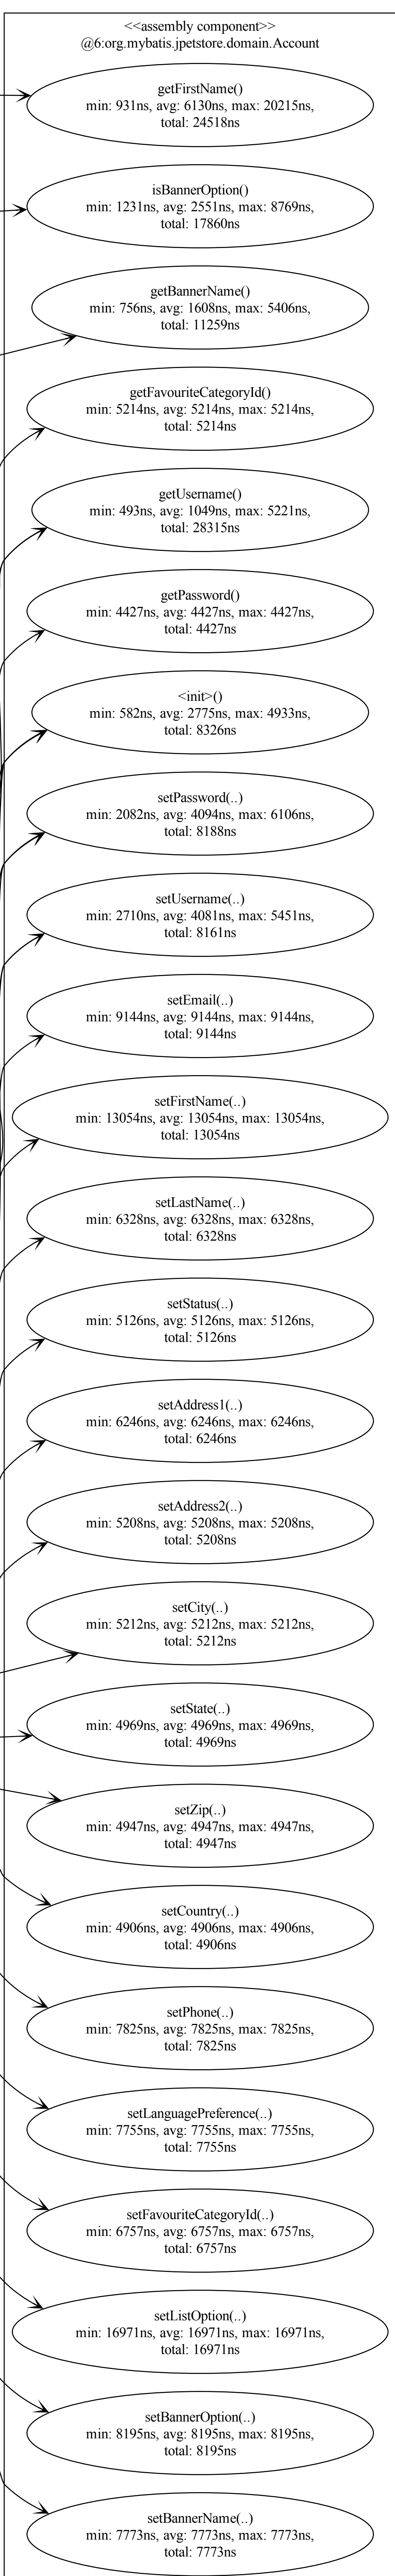 <<assembly component>>
@6:org.mybatis.jpetstore.domain.Account
getFirstName()
min: 931ns, avg: 6130ns, max: 20215ns,
total: 24518ns
isBannerOption()
min: 1231ns, avg: 2551ns, max: 8769ns,
total: 17860ns
getBannerName()
min: 756ns, avg: 1608ns, max: 5406ns,
total: 11259ns
getFavouriteCategoryId()
min: 5214ns, avg: 5214ns, max: 5214ns,
total: 5214ns
getUsername()
min: 493ns, avg: 1049ns, max: 5221ns,
total: 28315ns
getPassword()
min: 4427ns, avg: 4427ns, max: 4427ns,
total: 4427ns
<init>()
min: 582ns, avg: 2775ns, max: 4933ns,
total: 8326ns
setPassword(..)
min: 2082ns, avg: 4094ns, max: 6106ns,
total: 8188ns
setUsername(..)
min: 2710ns, avg: 4081ns, max: 5451ns,
total: 8161ns
setEmail(..)
min: 9144ns, avg: 9144ns, max: 9144ns,
total: 9144ns
setFirstName(..)
min: 13054ns, avg: 13054ns, max: 13054ns,
total: 13054ns
setLastName(..)
min: 6328ns, avg: 6328ns, max: 6328ns,
total: 6328ns
setStatus(..)
min: 5126ns, avg: 5126ns, max: 5126ns,
total: 5126ns
setAddress1(..)
min: 6246ns, avg: 6246ns, max: 6246ns,
total: 6246ns
setAddress2(..)
min: 5208ns, avg: 5208ns, max: 5208ns,
total: 5208ns
setCity(..)
min: 5212ns, avg: 5212ns, max: 5212ns,
total: 5212ns
setState(..)
min: 4969ns, avg: 4969ns, max: 4969ns,
total: 4969ns
setZip(..)
min: 4947ns, avg: 4947ns, max: 4947ns,
total: 4947ns
setCountry(..)
min: 4906ns, avg: 4906ns, max: 4906ns,
total: 4906ns
setPhone(..)
min: 7825ns, avg: 7825ns, max: 7825ns,
total: 7825ns
setLanguagePreference(..)
min: 7755ns, avg: 7755ns, max: 7755ns,
total: 7755ns
setFavouriteCategoryId(..)
min: 6757ns, avg: 6757ns, max: 6757ns,
total: 6757ns
setListOption(..)
min: 16971ns, avg: 16971ns, max: 16971ns,
total: 16971ns
setBannerOption(..)
min: 8195ns, avg: 8195ns, max: 8195ns,
total: 8195ns
setBannerName(..)
min: 7773ns, avg: 7773ns, max: 7773ns,
total: 7773ns